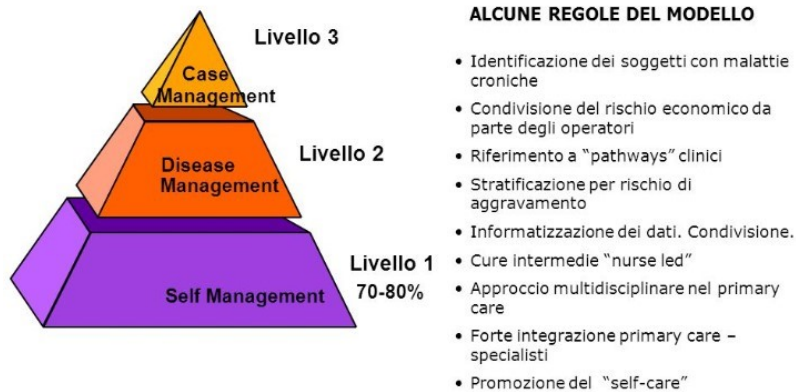 Livello 3
Case
Management
Livello 2
Disease
Management
Livello 1
70-80%
Self Management
ALCUNE REGOLE DEL MODELLO
• Identificazione dei soggetti con malattie
croniche
• Condivisione del rischio economico da
parte degli operatori
• Riferimento a "pathways" clinici
• Stratificazione per rischio di
aggravamento
• Informatizzazione dei dati. Condivisione.
• Cure intermedie "nurse led"
• Approccio multidisciplinare nel primary
care
• Forte integrazione primary care –
specialisti
• Promozione del "self-care"